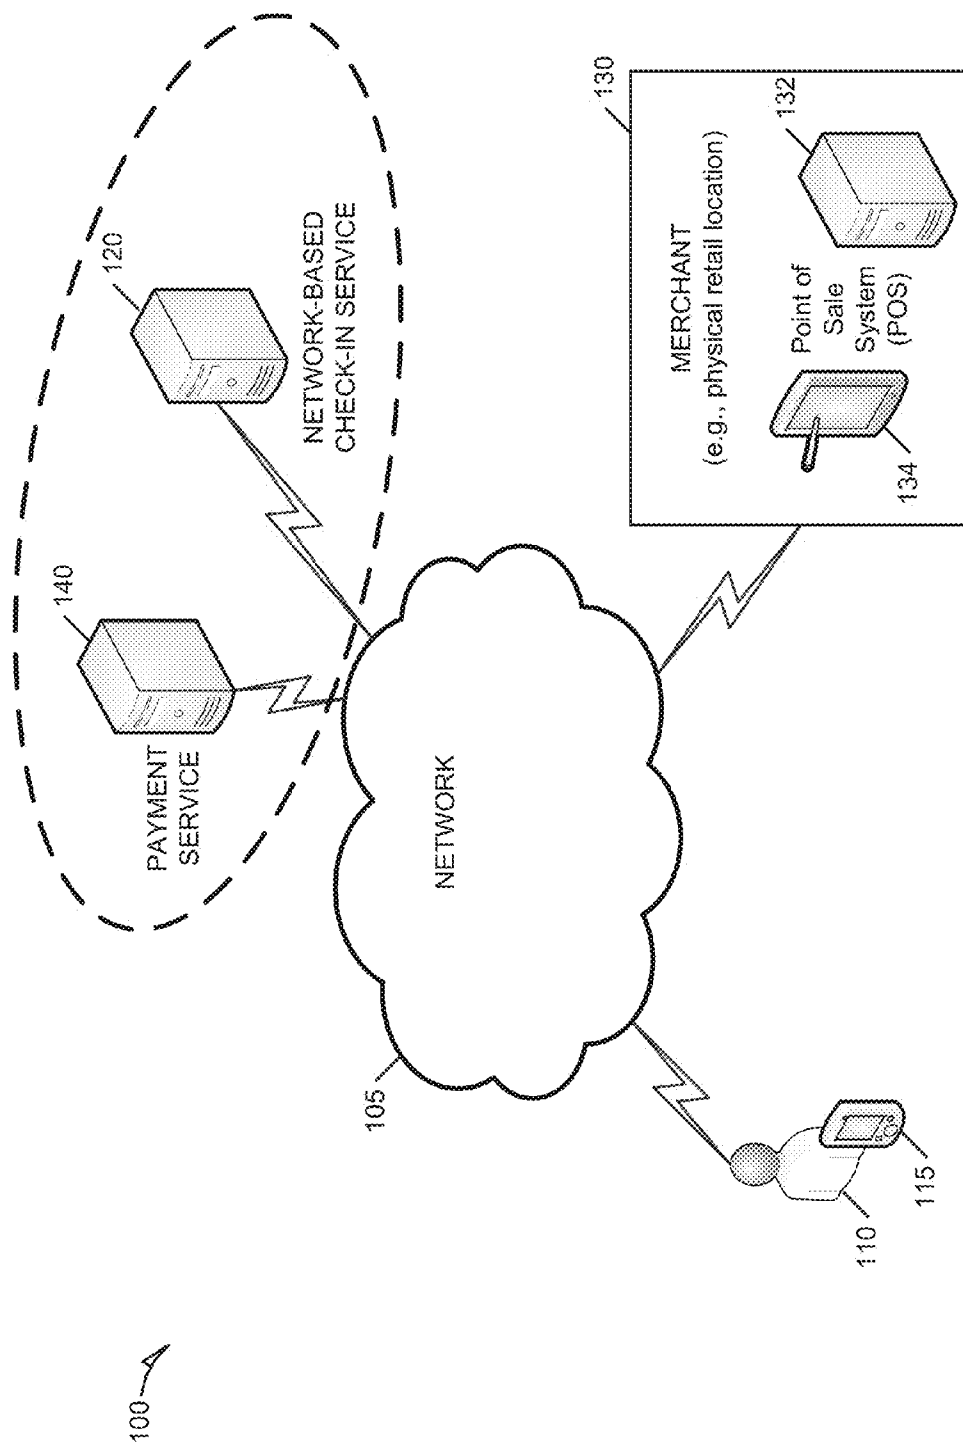 100
140
120
PAYMENT
SERVICE
NETWORK-BASED
CHECK-IN SERVICE
105
NETWORK
110
115
130
MERCHANT
(e.g., physical retail location)
132
134
Point of
Sale
System
(POS)